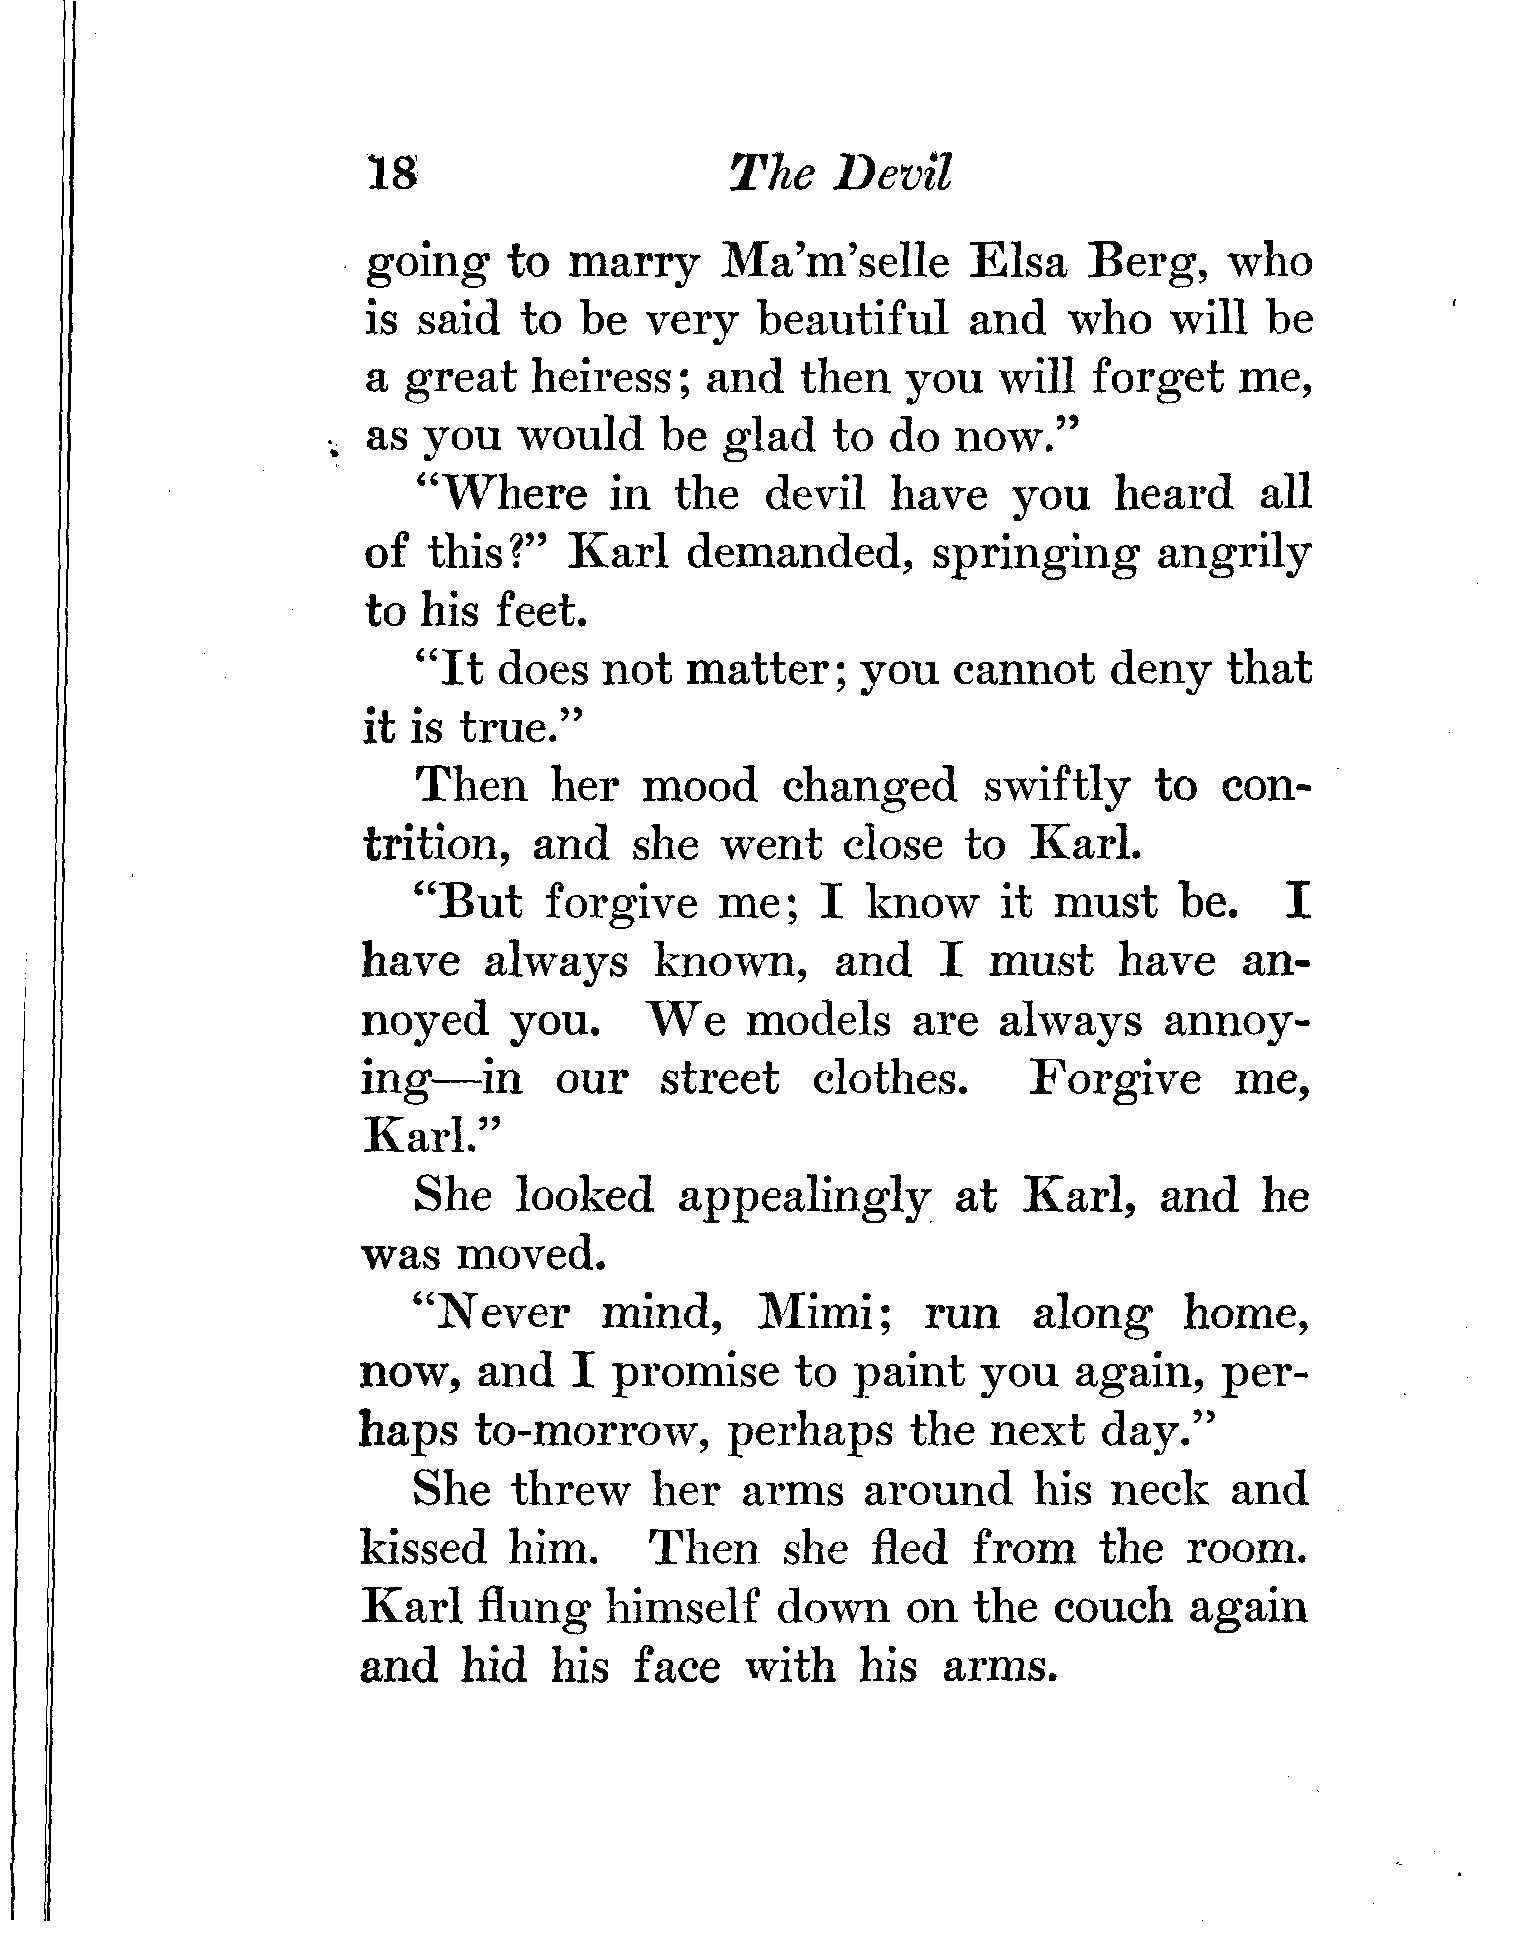 18 The Devil
going to marry Ma’m’selle Elsa Berg, who
is said to be very beautiful and who will be
a great heiress; and then you will forget me,
as you would be glad to do now.”
“Where in the devil have you heard all
of this?” Karl demanded, springing angrily
to his feet.
“It does not matter; you cannot deny that
it is true.”
Then her mood changed swiftly to con-
trition, and she went close to Karl.
“But forgive me; I know it must be. I
have always known, and I must have an-
noyed you. We models are always annoy-
ing—in our street clothes. Forgive me,
Karl.”
She looked appealingly at Karl, and he
was moved.
“Never mind, Mimi; run along home,
now, and I promise to paint you again, per-
haps to-morrow, perhaps the next day.”
She threw her arms around his neck and
kissed him. Then she fled from the room.
Karl flung himself down on the couch again
and hid his face with his arms.